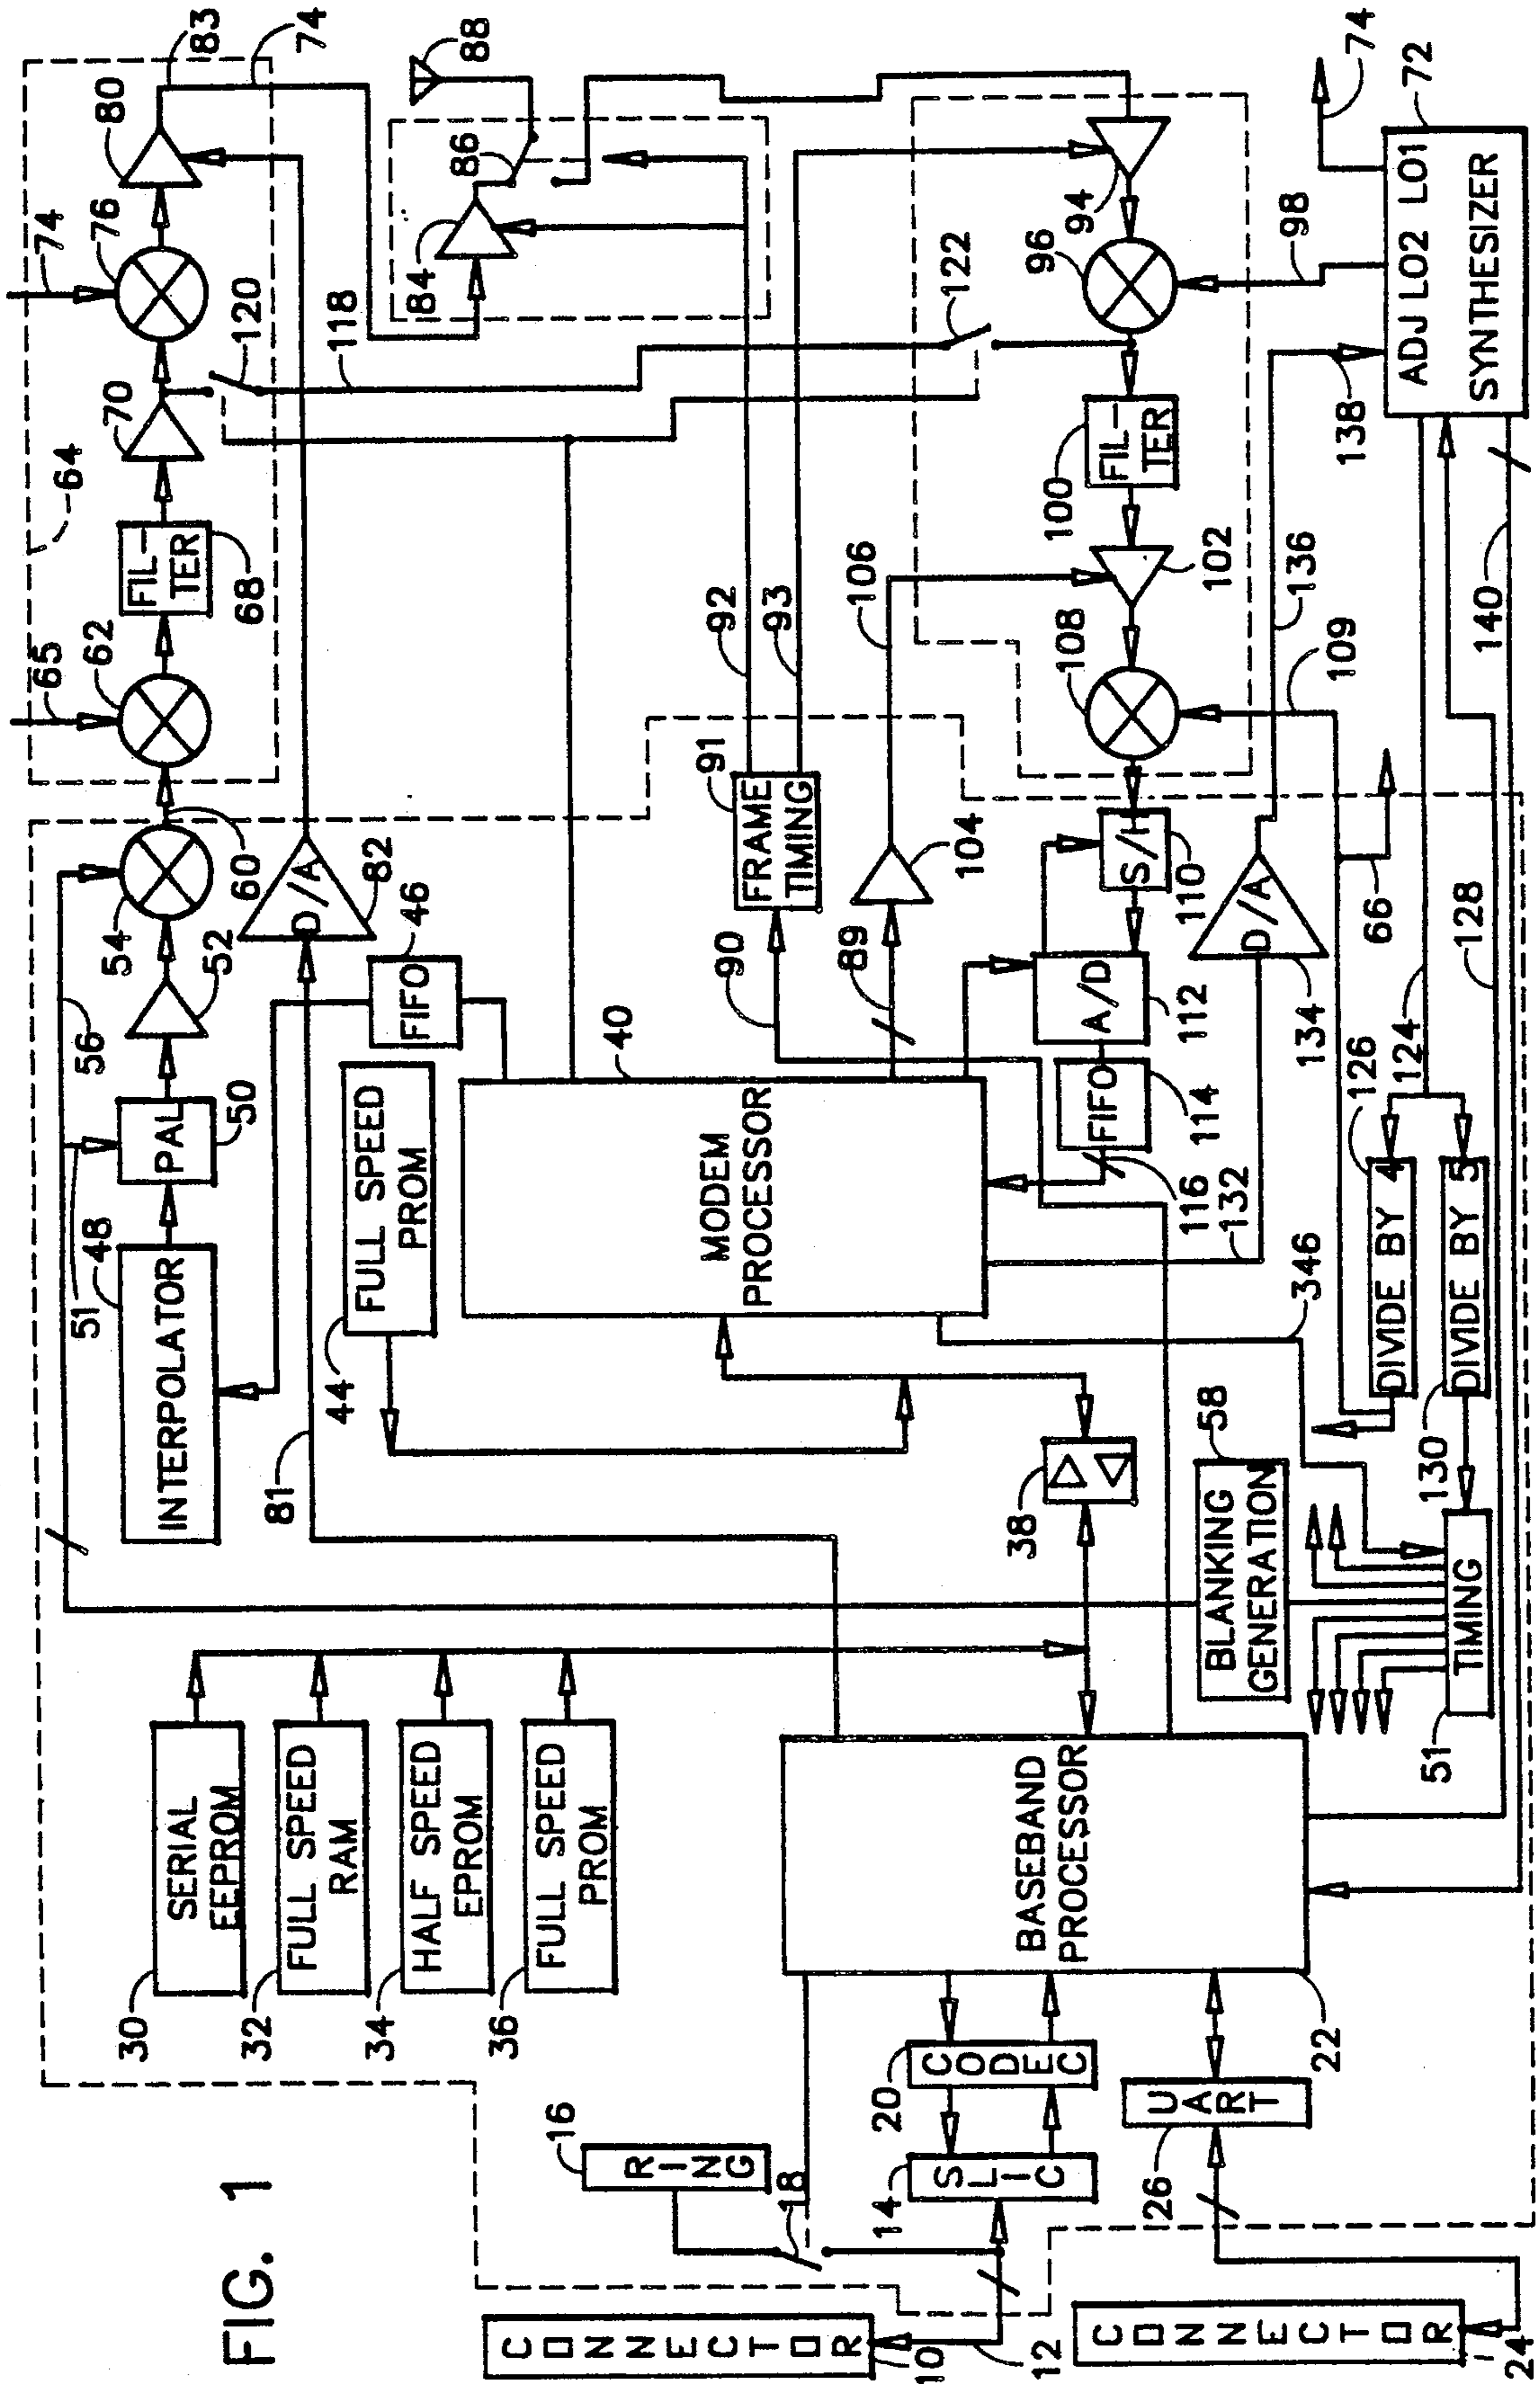 FIG. 1
CONNECTOR
10
12
CONNECTOR
24
RING
16
18
SLIC
14
CODEC
20
UART
26
BASEBAND
PROCESSOR
22
SERIAL
EEPROM
30
FULL SPEED
RAM
32
HALF SPEED
EPROM
34
FULL SPEED
PROM
36
38
BLANKING
GENERATION
58
TIMING
51
DIVIDE BY 4
126
DIVIDE BY 5
130
124
128
346
MODEM
PROCESSOR
40
FULL SPEED
PROM
44
FIFO
46
INTERPOLATOR
48
51
PAL
50
52
54
56
60
81
D/A
82
FRAME
TIMING
91
90
92
93
89
104
106
FIFO
114
116
A/D
112
S/H
110
132
D/A
134
136
138
66
109
62
65
64
FIL-
TER
68
70
76
74
80
83
74
84
86
88
118
120
122
94
96
98
FIL-
TER
100
102
108
ADJ LO2 LO1
SYNTHESIZER
72
74
140